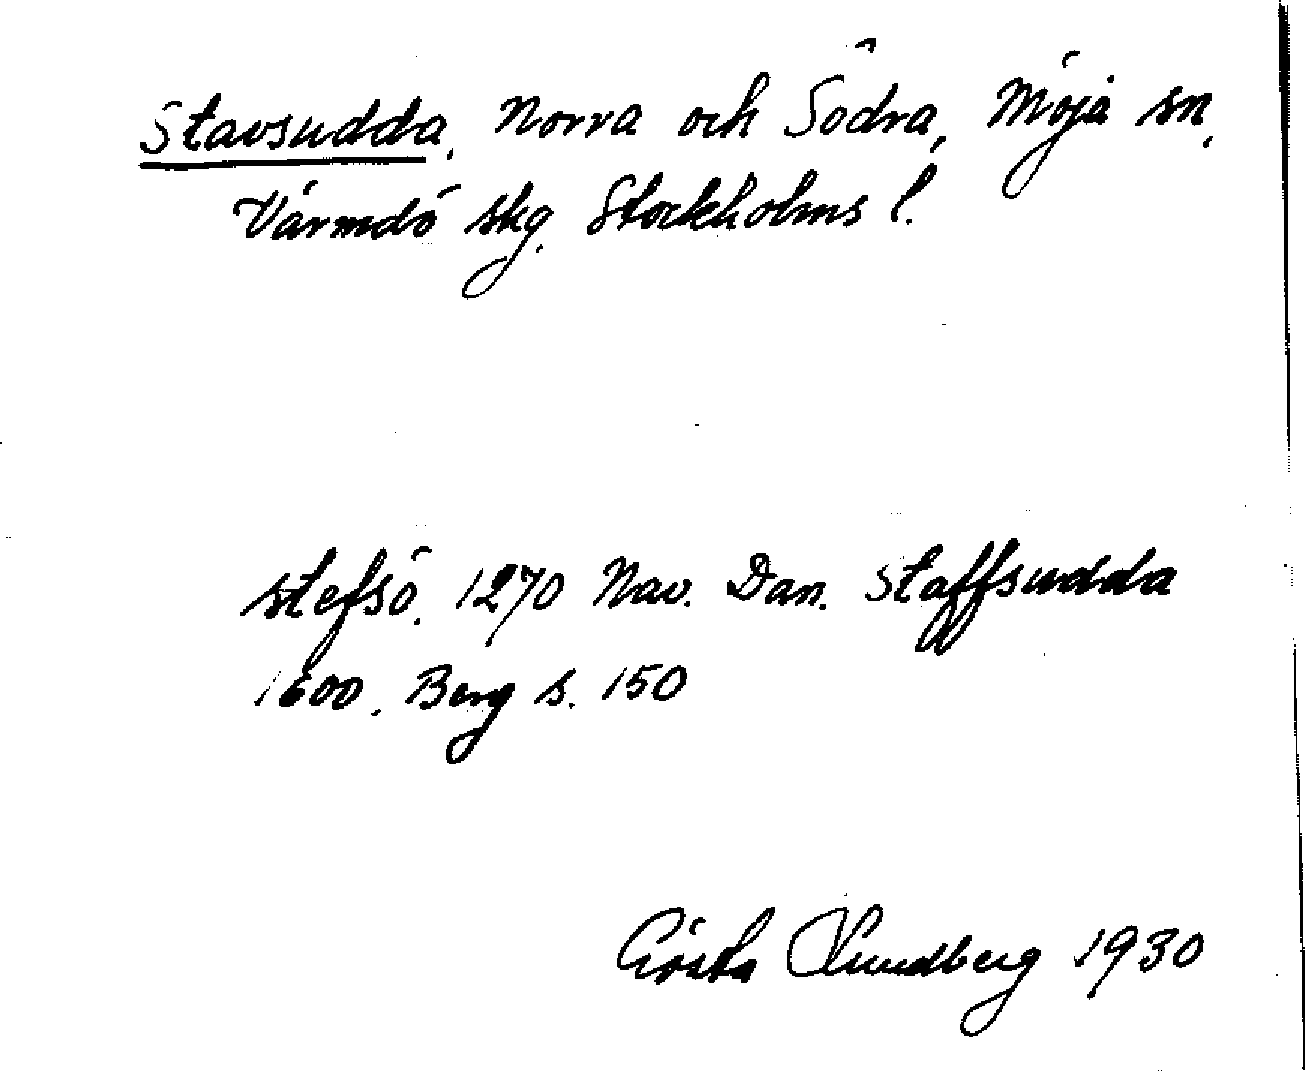 Stavsudda, Norra och Södra, Möja sn,
Värmdö skg. Stockholms l.
stefsö. 1270 Nav. Dan. Staffsudda
1600. Berg s. 150
Gösta Lundberg 1930